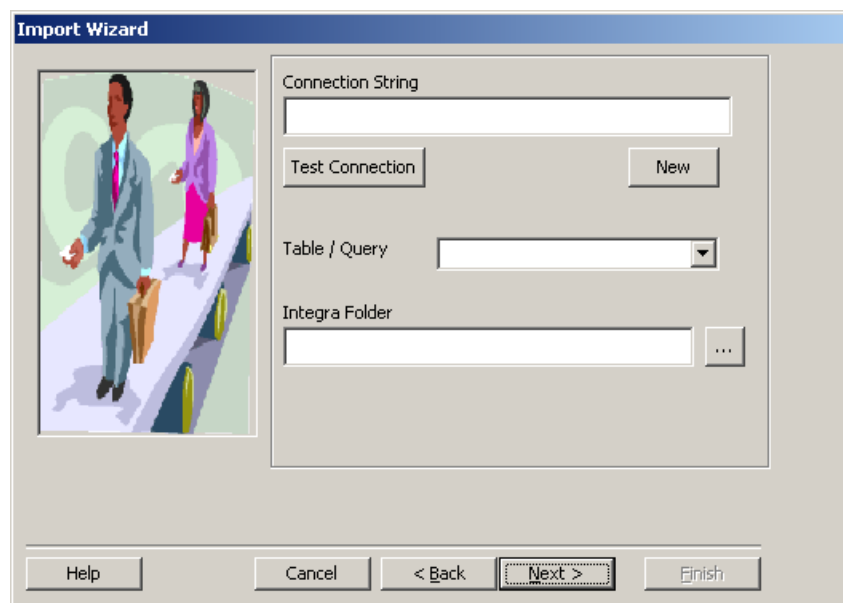 Import Wizard
Connection String
Test Connection
New
Table / Query
Integra Folder
...
Help
Cancel
< Back
Next >
Finish